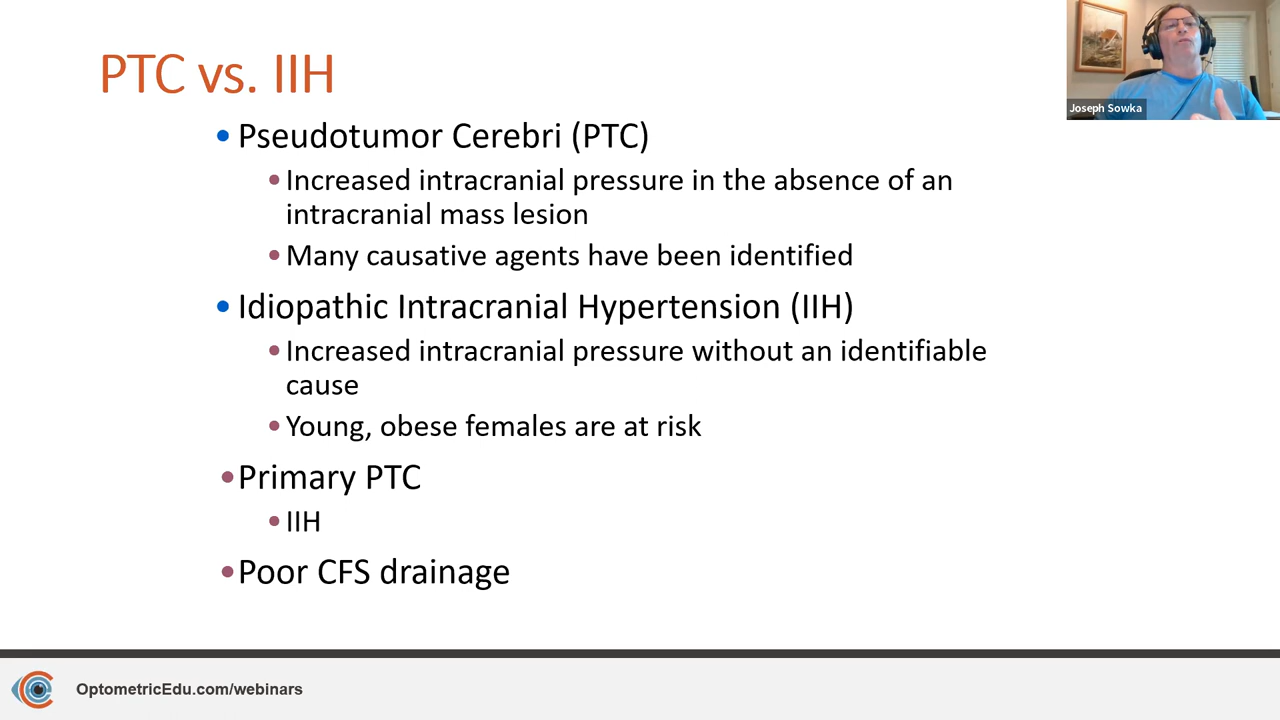 PTC vs. IIH
Joseph Sowka
• Pseudotumor Cerebri (PTC)
• Increased intracranial pressure in the absence of an
intracranial mass lesion
• Many causative agents have been identified
• Idiopathic Intracranial Hypertension (IIH)
• Increased intracranial pressure without an identifiable
cause
• Young, obese females are at risk
• Primary PTC
• IIH
• Poor CFS drainage
OptometricEdu.com/webinars